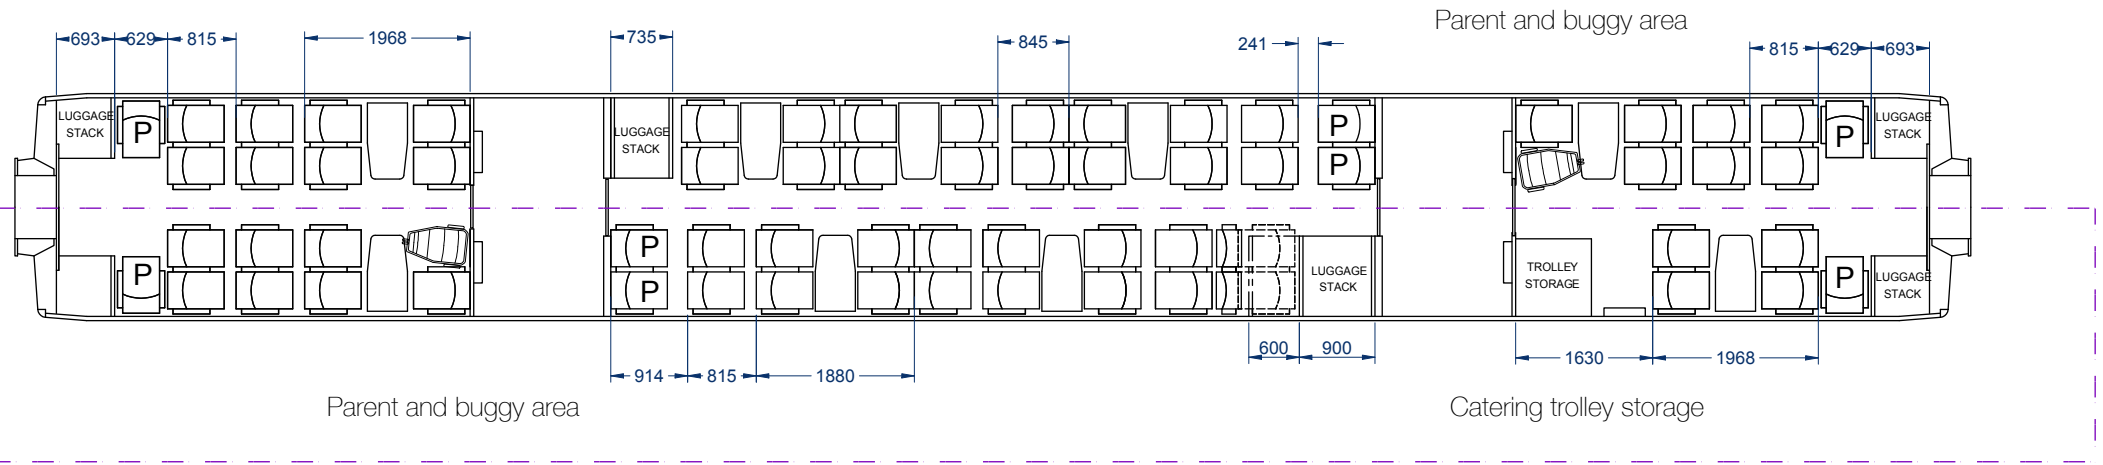 Parent and buggy area
693 629 815 1968 735 845 241 815 629 693
LUGGAGE
STACK
P
LUGGAGE
STACK
P
P
P
LUGGAGE
STACK
P
P
P
P
LUGGAGE
STACK
TROLLEY
STORAGE
P
LUGGAGE
STACK
600 900 1630 1968
914 815 1880
Parent and buggy area
Catering trolley storage